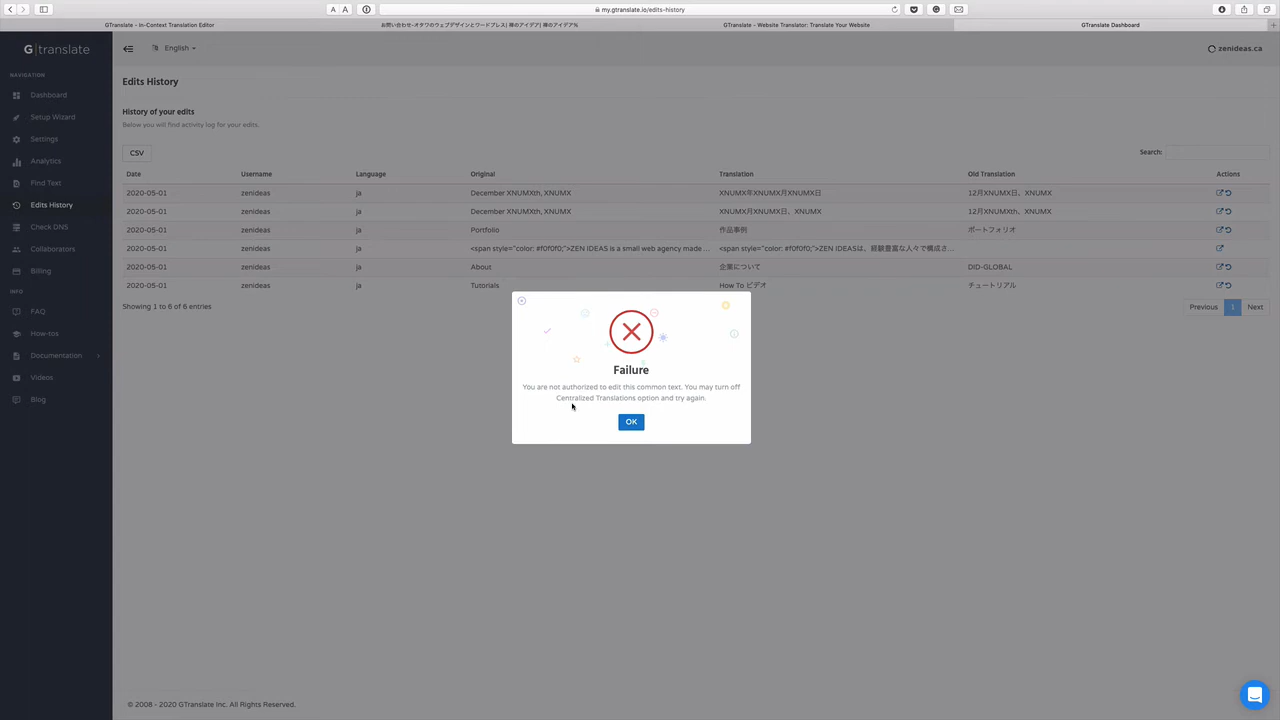 my.gtranslate.io/edits-history
GTranslate - In-Context Translation Editor
お問い合わせ-オタワのウェブデザインとワードプレス| 禅のアイデア| 禅のアイデア%
GTranslate - Website Translator: Translate Your Website
GTranslate Dashboard
G|translate
English
zenideas.ca
NAVIGATION
Dashboard
Setup Wizard
Settings
Analytics
Find Text
Edits History
Check DNS
Collaborators
Billing
INFO
FAQ
How-tos
Documentation
Videos
Blog
Edits History
History of your edits
Below you will find activity log for your edits.
CSV
Search:
Date Username Language Original Translation Old Translation Actions
2020-05-01 zenideas ja December XNUMXth, XNUMX XNUMX年XNUMX月XNUMX日 12月XNUMX日、XNUMX
2020-05-01 zenideas ja December XNUMXth, XNUMX XNUMX月XNUMX日、XNUMX 12月XNUMXth、XNUMX
2020-05-01 zenideas ja Portfolio 作品事例 ポートフォリオ
2020-05-01 zenideas ja <span style="color: #f0f0f0;">ZEN IDEAS is a small web agency made ... <span style="color: #f0f0f0;">ZEN IDEASは、経験豊富な人々で構成さ...
2020-05-01 zenideas ja About 企業について DID-GLOBAL
2020-05-01 zenideas ja Tutorials How To ビデオ チュートリアル
Showing 1 to 6 of 6 entries
Previous 1 Next
Failure
You are not authorized to edit this common text. You may turn off
Centralized Translations option and try again.
OK
© 2008 - 2020 GTranslate Inc. All Rights Reserved.